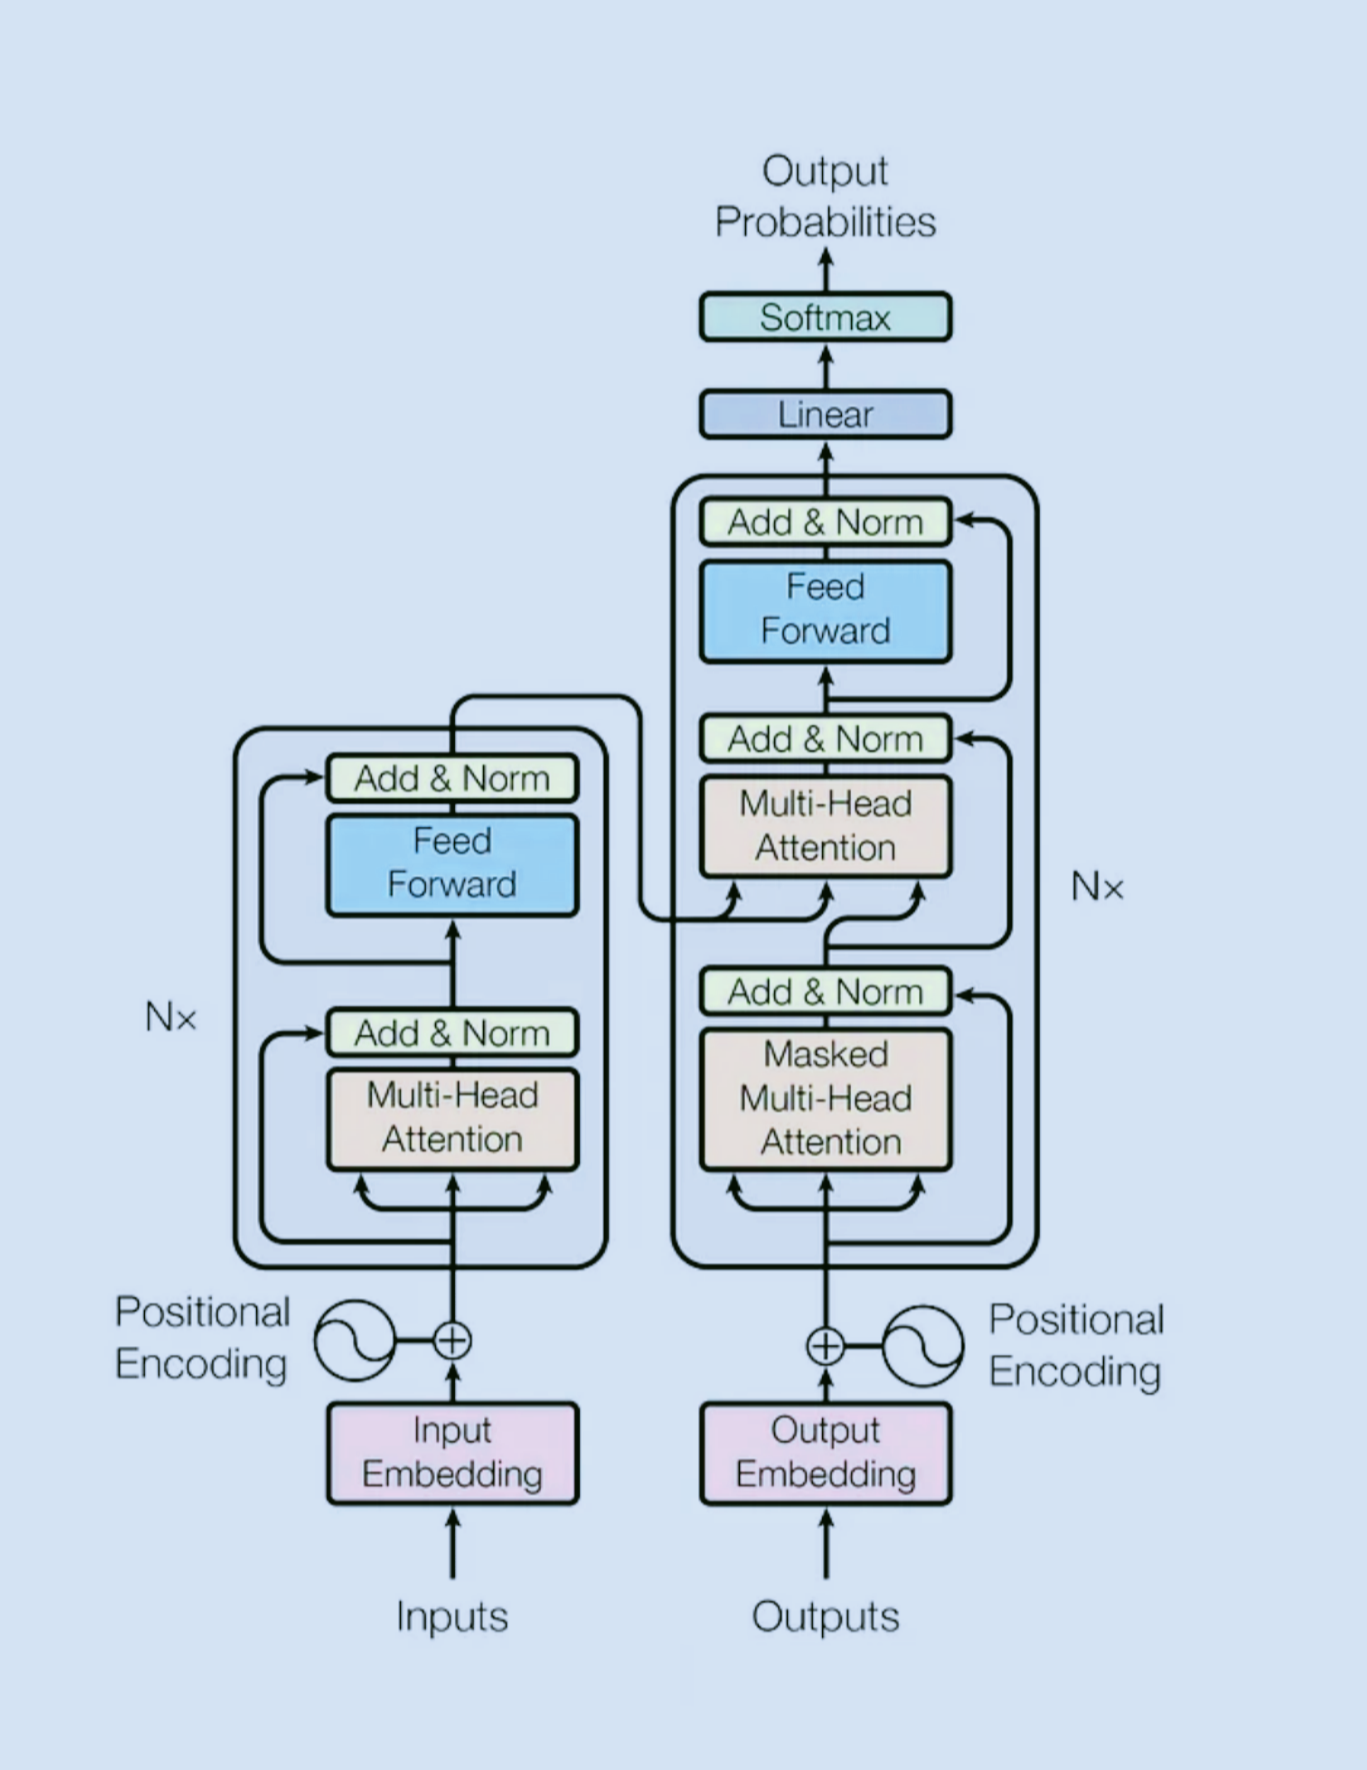 Output
Probabilities
Softmax
Linear
Add & Norm
Feed
Forward
Add & Norm
Multi-Head
Attention
Nx
Add & Norm
Masked
Multi-Head
Attention
Add & Norm
Feed
Forward
Nx
Add & Norm
Multi-Head
Attention
Positional
Encoding
Positional
Encoding
Input
Embedding
Output
Embedding
Inputs
Outputs